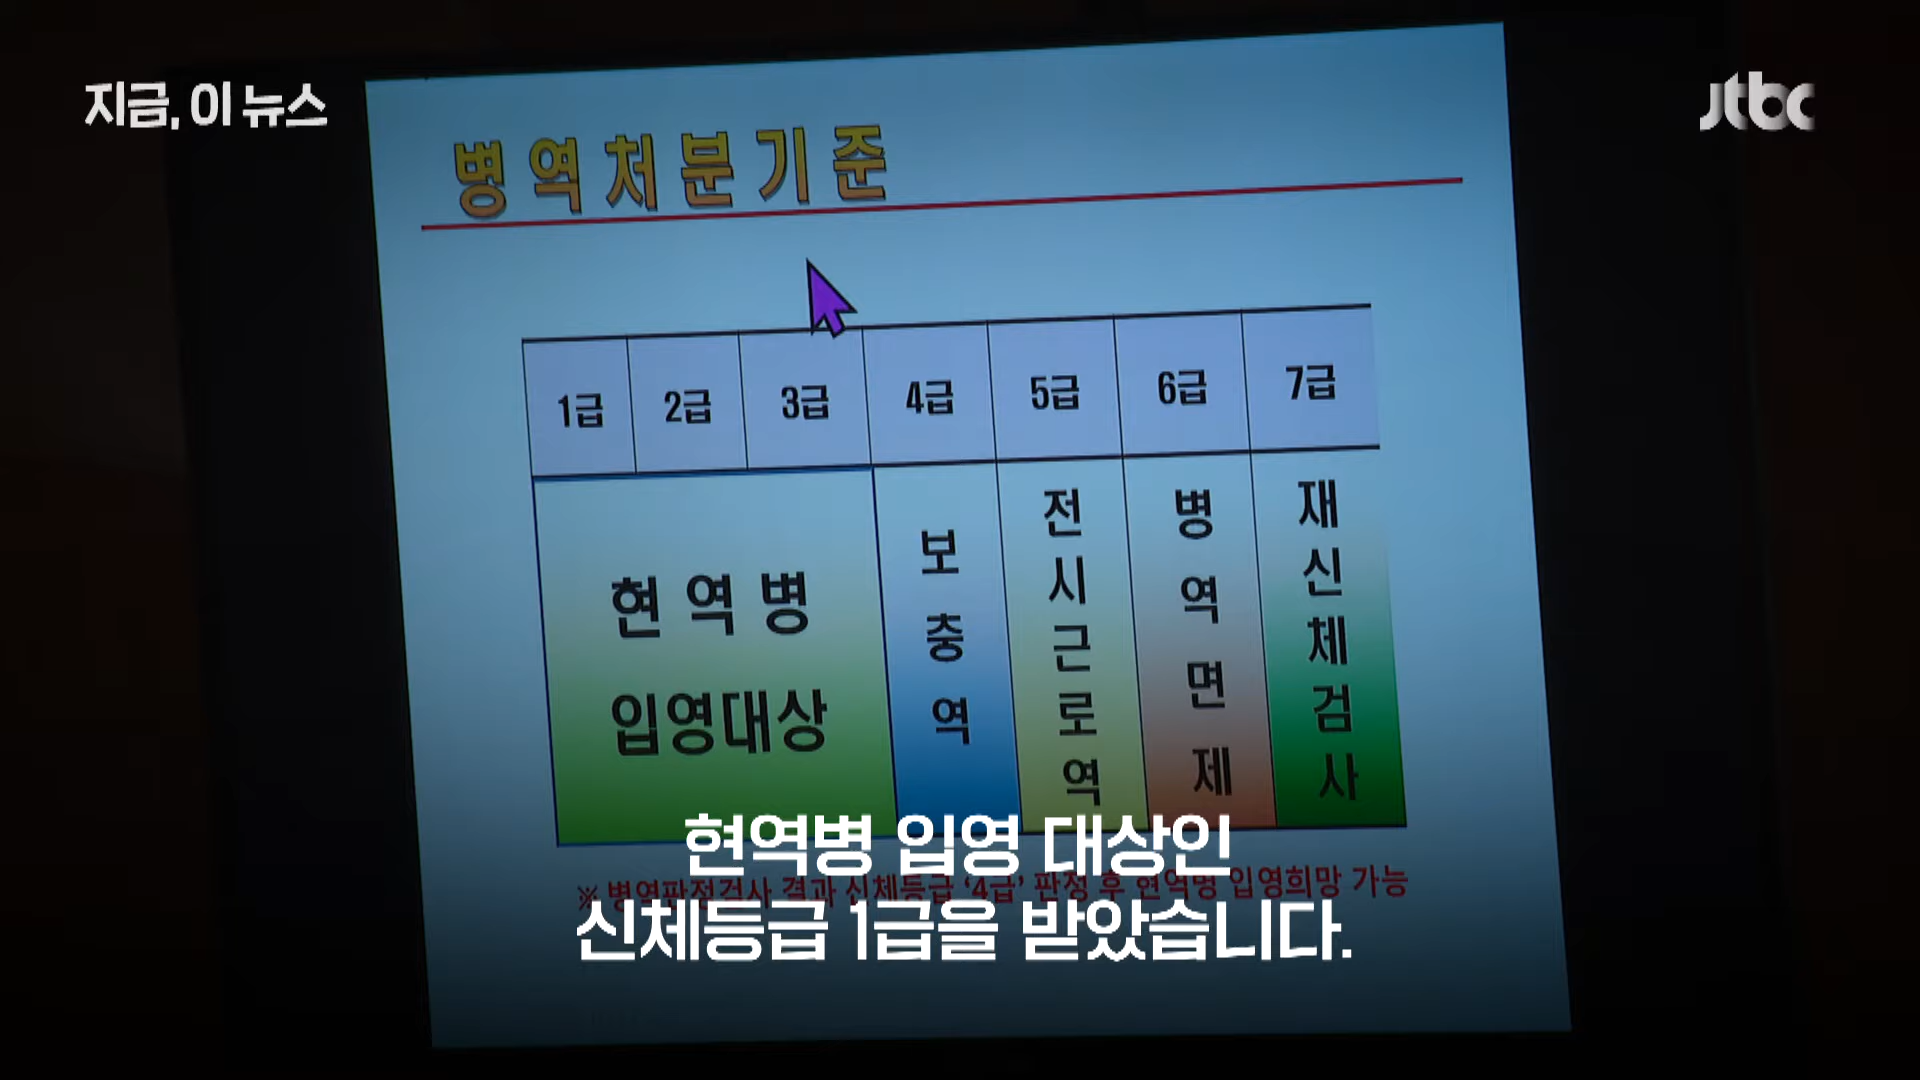 지금, 이 뉴스
jtbc
병역처분기준
1급 2급 3급 4급 5급 6급 7급
현역병
입영대상
보충역
전시근로역
병역면제
재신체검사
※ 병역판정검사 결과 신체등급 '4급' 판정 후 현역병 입영희망 가능
현역병 입영 대상인
신체등급 1급을 받았습니다.